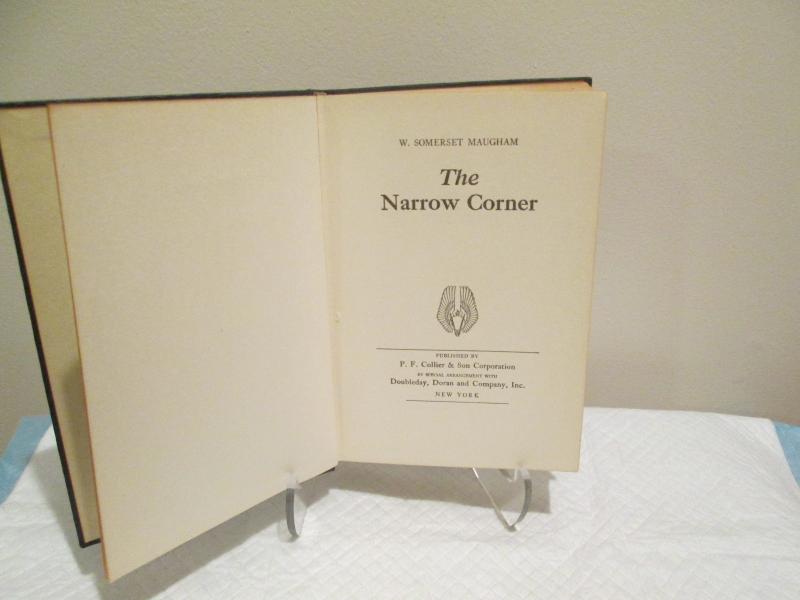 W. SOMERSET MAUGHAM
The
Narrow Corner
PUBLISHED BY
P. F. Collier & Son Corporation
BY SPECIAL ARRANGEMENT WITH
Doubleday, Doran and Company, Inc.
NEW YORK